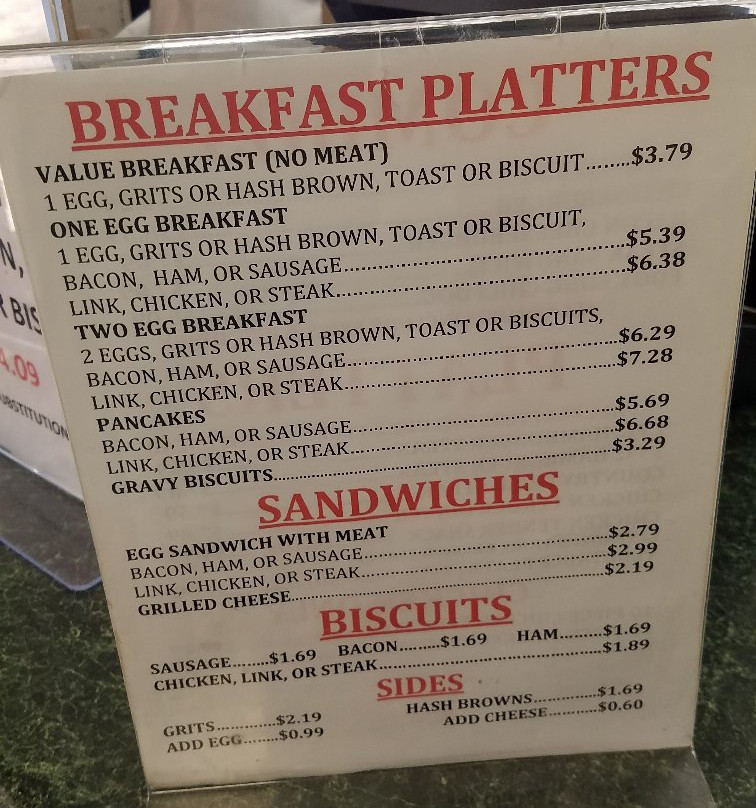 BREAKFAST PLATTERS
VALUE BREAKFAST (NO MEAT)
1 EGG, GRITS OR HASH BROWN, TOAST OR BISCUIT........$3.79
ONE EGG BREAKFAST
1 EGG, GRITS OR HASH BROWN, TOAST OR BISCUIT,
BACON, HAM, OR SAUSAGE..................................................$5.39
LINK, CHICKEN, OR STEAK..................................................$6.38
TWO EGG BREAKFAST
2 EGGS, GRITS OR HASH BROWN, TOAST OR BISCUITS,
BACON, HAM, OR SAUSAGE..................................................$6.29
LINK, CHICKEN, OR STEAK..................................................$7.28
PANCAKES
BACON, HAM, OR SAUSAGE..................................................$5.69
LINK, CHICKEN, OR STEAK..................................................$6.68
GRAVY BISCUITS..................................................$3.29
SANDWICHES
EGG SANDWICH WITH MEAT
BACON, HAM, OR SAUSAGE..................................................$2.79
LINK, CHICKEN, OR STEAK..................................................$2.99
GRILLED CHEESE..................................................$2.19
BISCUITS
SAUSAGE........$1.69 BACON.........$1.69 HAM.........$1.69
CHICKEN, LINK, OR STEAK..................................................$1.89
SIDES
GRITS............$2.19 HASH BROWNS.............$1.69
ADD EGG.......$0.99 ADD CHEESE..........$0.60
N,
R BIS
4.09
UBSTITUTION